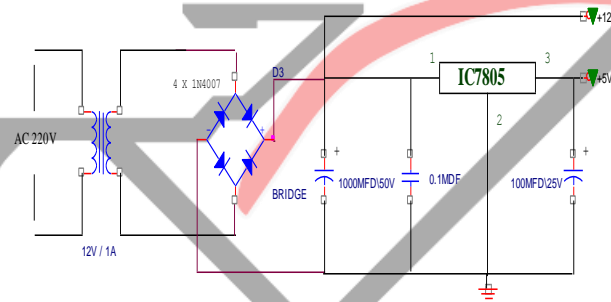 +12
4 X 1N4007
D3
1
IC7805
3
+5V
AC 220V
2
+
-
+
+
BRIDGE
1000MFD\50V
0.1MDF
100MFD\25V
12V / 1A